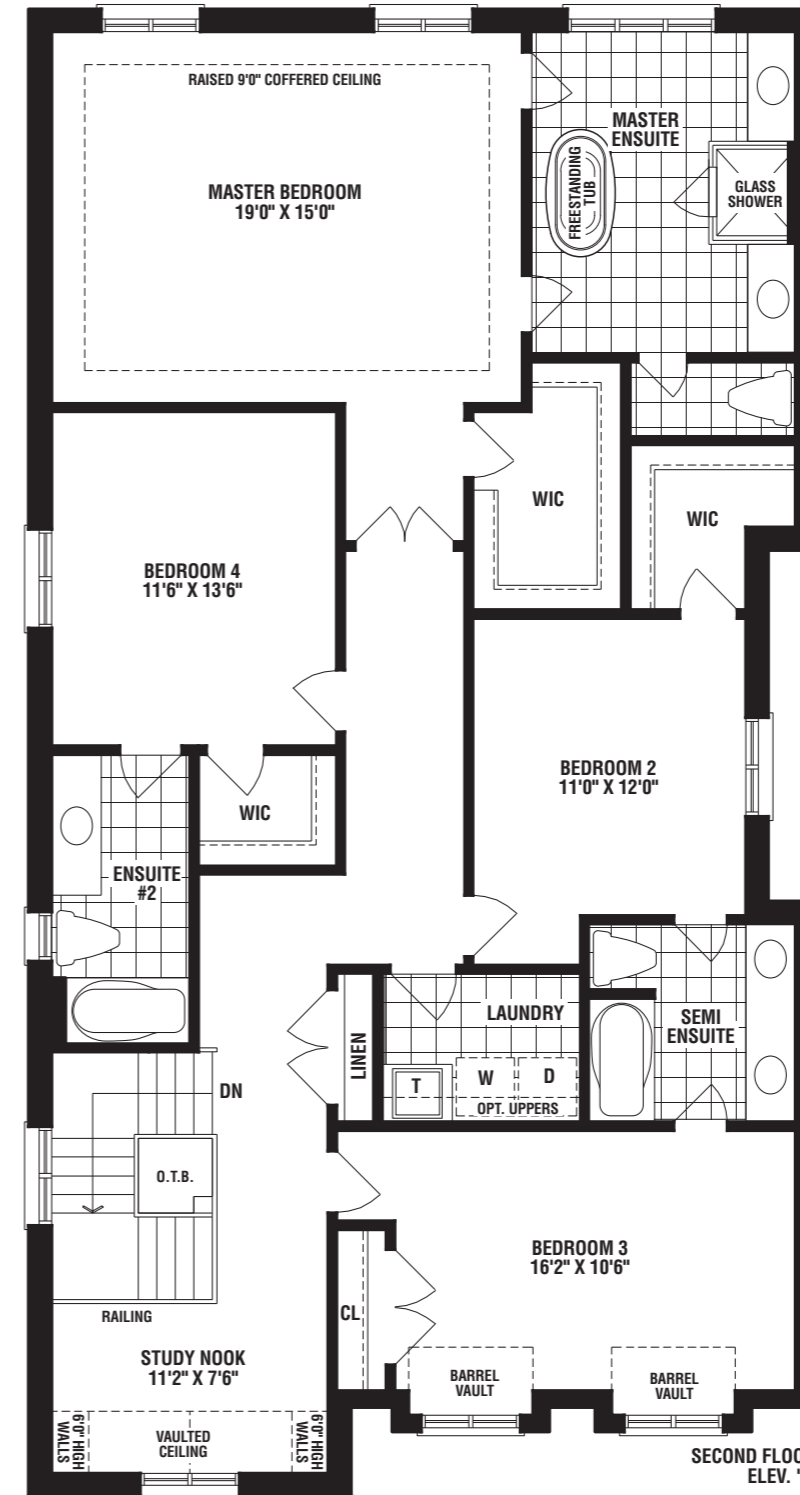 RAISED 9'0" COFFERED CEILING
MASTER BEDROOM
19'0" X 15'0"
MASTER
ENSUITE
FREESTANDING
TUB
GLASS
SHOWER
WIC
WIC
BEDROOM 4
11'6" X 13'6"
BEDROOM 2
11'0" X 12'0"
WIC
ENSUITE
#2
LAUNDRY
SEMI
ENSUITE
LINEN
T
W
D
OPT. UPPERS
DN
O.T.B.
BEDROOM 3
16'2" X 10'6"
CL
RAILING
STUDY NOOK
11'2" X 7'6"
BARREL
VAULT
BARREL
VAULT
6'0" HIGH
WALLS
VAULTED
CEILING
6'0" HIGH
WALLS
SECOND
ELEV.